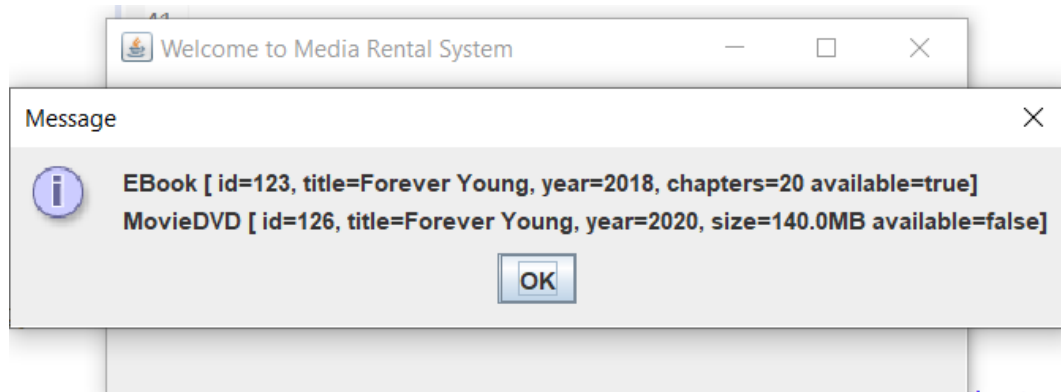 Welcome to Media Rental System
Message
EBook [ id=123, title=Forever Young, year=2018, chapters=20 available=true]
MovieDVD [ id=126, title=Forever Young, year=2020, size=140.0MB available=false]
OK